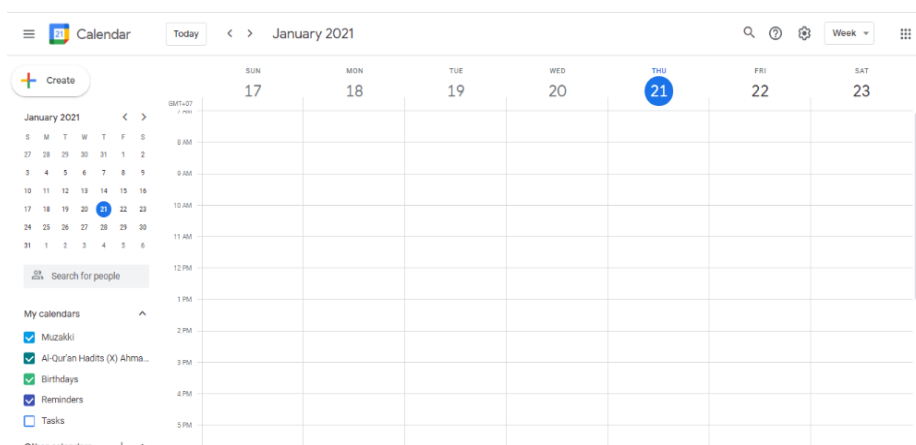 21 Calendar Today January 2021 Week
Create
SUN MON TUE WED THU FRI SAT
17 18 19 20 21 22 23
GMT+07
7 AM
8 AM
9 AM
10 AM
11 AM
12 PM
1 PM
2 PM
3 PM
4 PM
5 PM
January 2021
S M T W T F S
27 28 29 30 31 1 2
3 4 5 6 7 8 9
10 11 12 13 14 15 16
17 18 19 20 21 22 23
24 25 26 27 28 29 30
31 1 2 3 4 5 6
Search for people
My calendars
Muzakki
Al-Qur'an Hadits (X) Ahma...
Birthdays
Reminders
Tasks